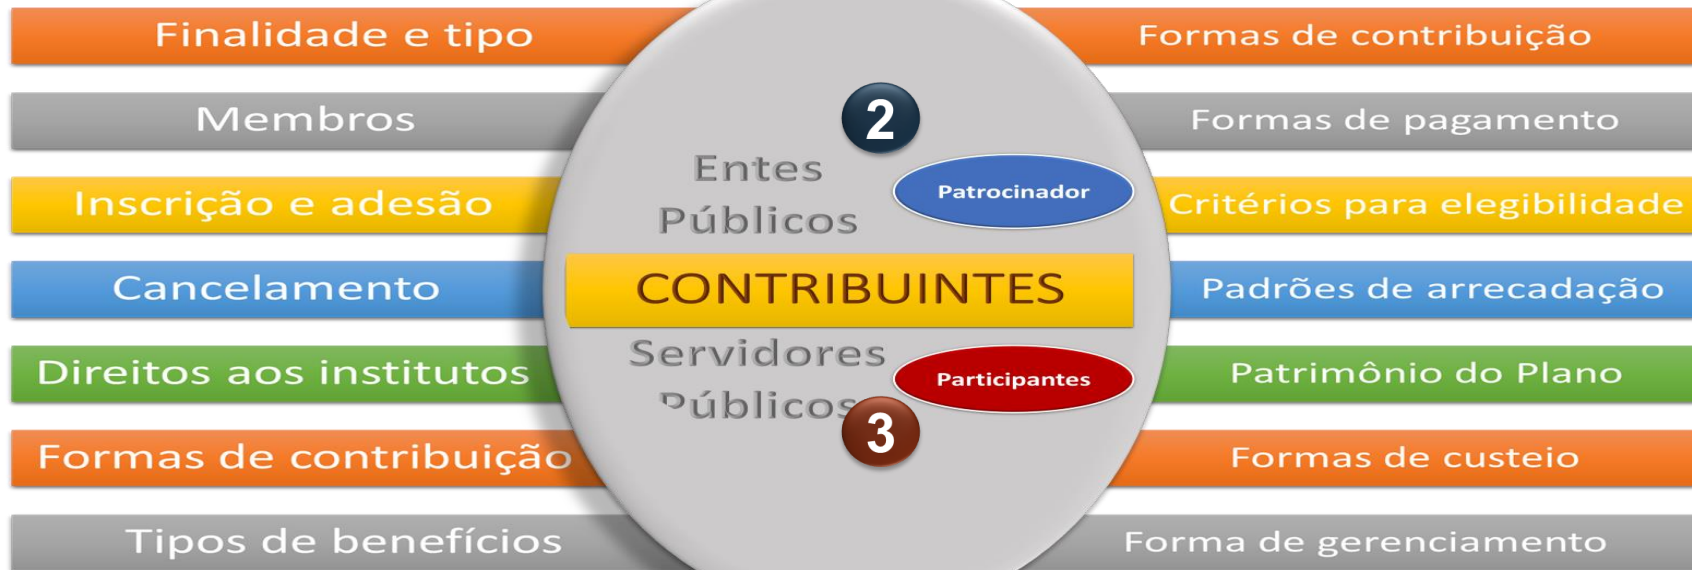 Finalidade e tipo
Membros
Inscrição e adesão
Cancelamento
Direitos aos institutos
Formas de contribuição
Tipos de benefícios
2
Entes
Públicos
Patrocinador
CONTRIBUINTES
Servidores
Públicos
Participantes
3
Formas de contribuição
Formas de pagamento
Critérios para elegibilidade
Padrões de arrecadação
Patrimônio do Plano
Formas de custeio
Forma de gerenciamento